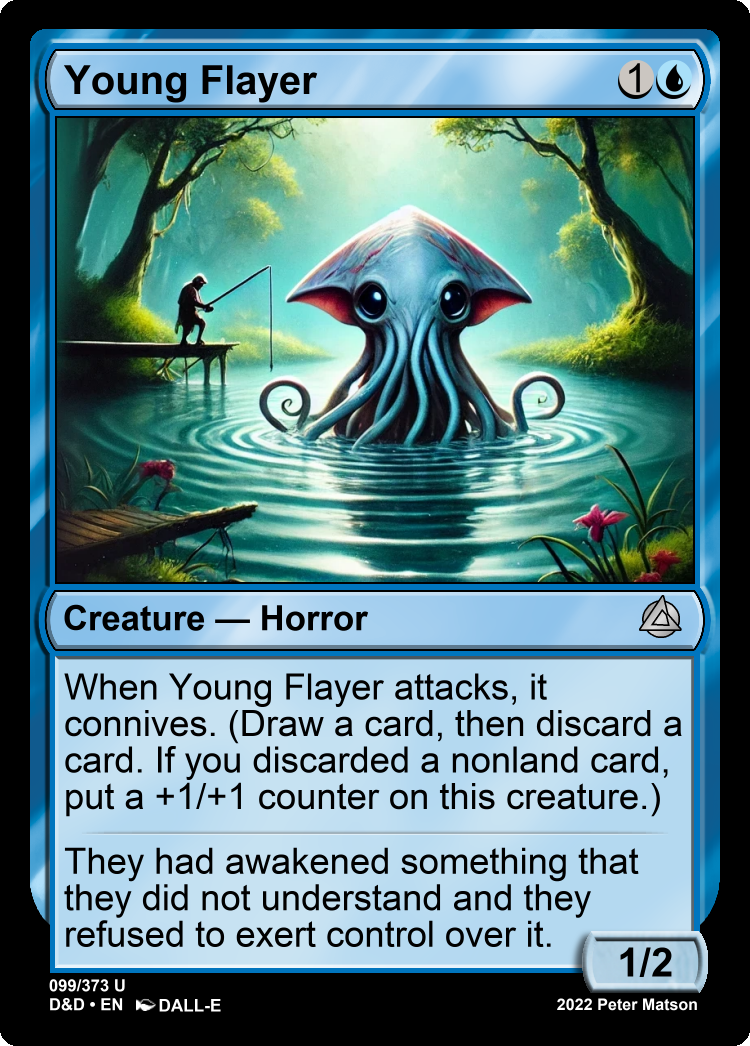 Young Flayer 1
Creature — Horror
When Young Flayer attacks, it
connives. (Draw a card, then discard a
card. If you discarded a nonland card,
put a +1/+1 counter on this creature.)
They had awakened something that
they did not understand and they
refused to exert control over it.
1/2
099/373 U
D&D • EN DALL-E
2022 Peter Matson